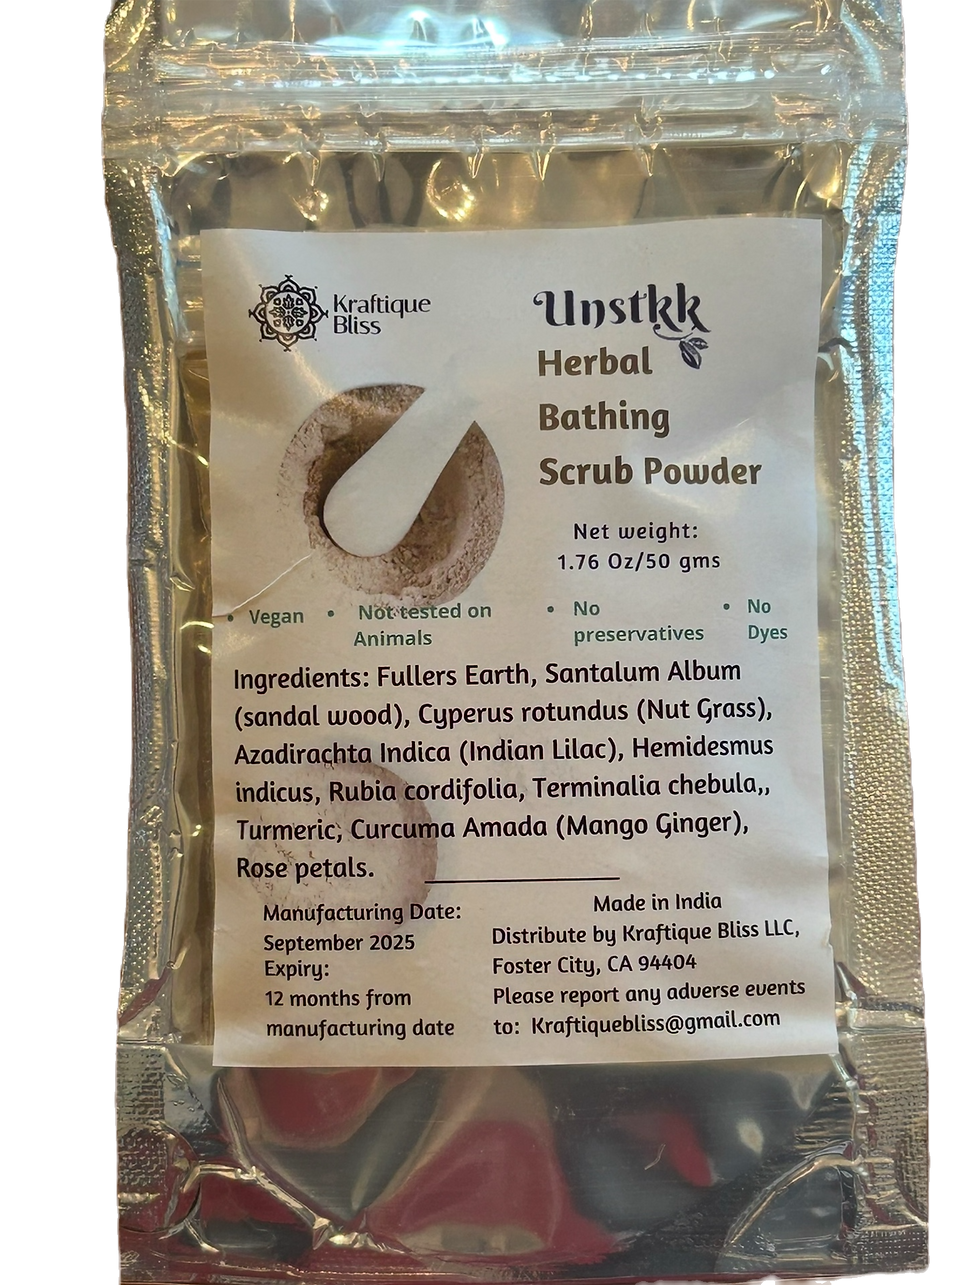 Kraftique
Bliss
Unstkk
Herbal
Bathing
Scrub Powder
Net weight:
1.76 Oz/50 gms
• Vegan • Not tested on Animals • No preservatives • No Dyes
Ingredients: Fullers Earth, Santalum Album
(sandal wood), Cyperus rotundus (Nut Grass),
Azadirachta Indica (Indian Lilac), Hemidesmus
indicus, Rubia cordifolia, Terminalia chebula,,
Turmeric, Curcuma Amada (Mango Ginger),
Rose petals.
Manufacturing Date:
September 2025
Expiry:
12 months from
manufacturing date
Made in India
Distribute by Kraftique Bliss LLC,
Foster City, CA 94404
Please report any adverse events
to: Kraftiquebliss@gmail.com